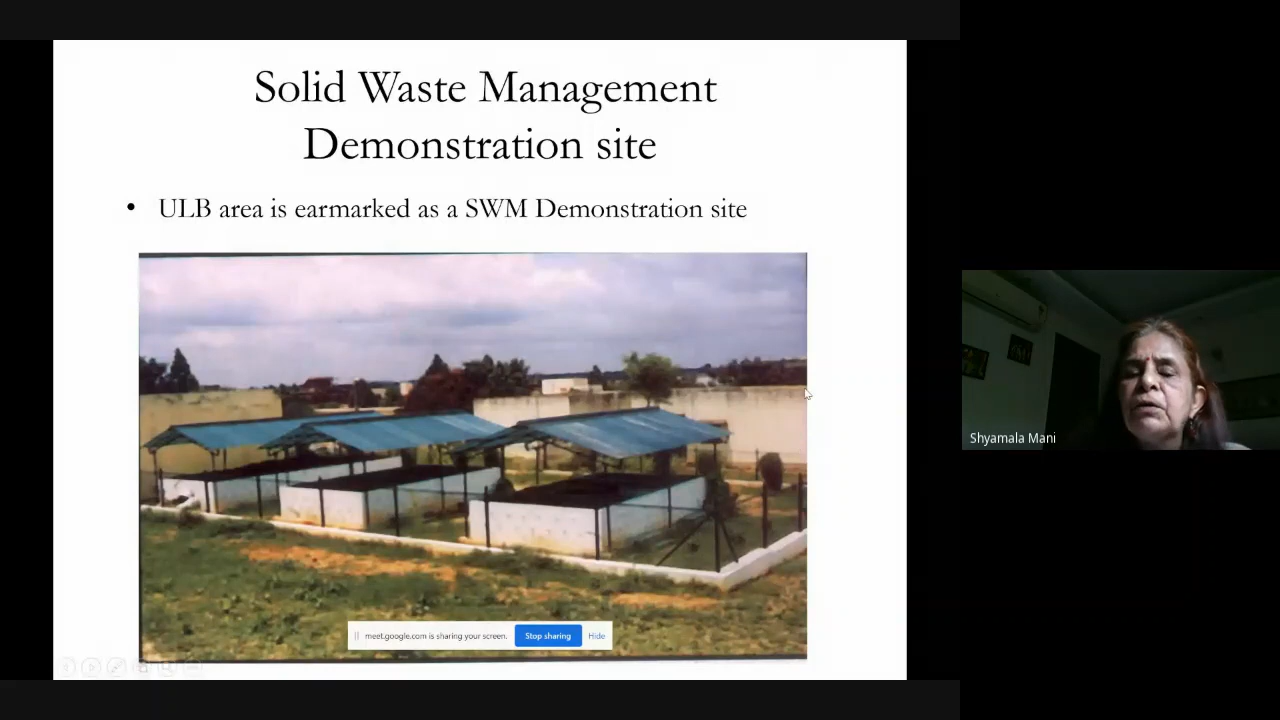 Solid Waste Management
Demonstration site
• ULB area is earmarked as a SWM Demonstration site
Shyamala Mani
meet.google.com is sharing your screen. Stop sharing Hide